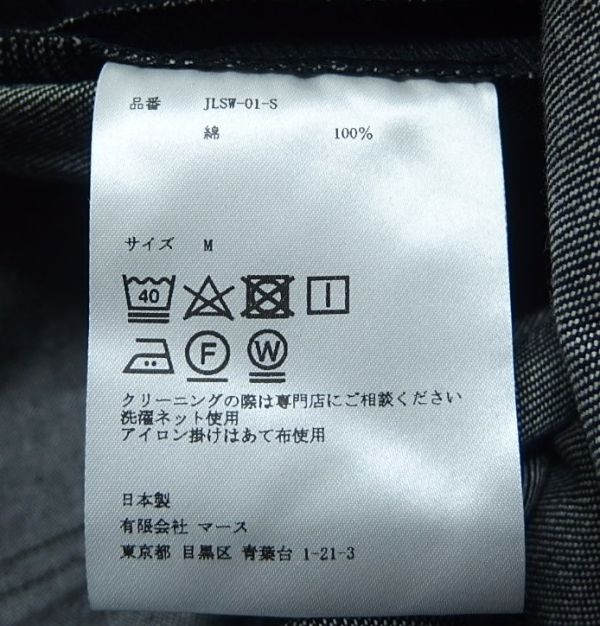 品番 JLSW-01-S
綿 100%
サイズ M
40
F W
クリーニングの際は専門店にご相談ください
洗濯ネット使用
アイロン掛けはあて布使用
日本製
有限会社 マース
東京都 目黒区 青葉台 1-21-3